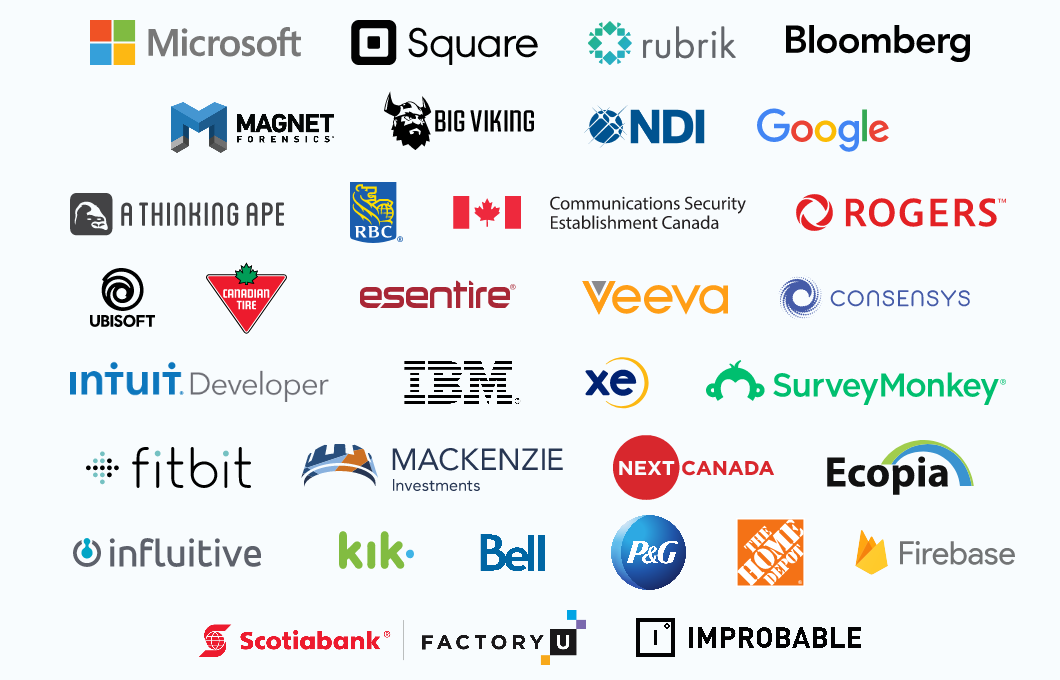 Microsoft Square rubrik Bloomberg
MAGNET FORENSICS® BIG VIKING NDI Google
A THINKING APE RBC® Communications Security
Establishment Canada ROGERS™
UBISOFT CANADIAN
TIRE esentire® Veeva CONSENSYS
intuit. Developer IBM® xe SurveyMonkey®
fitbit MACKENZIE
Investments NEXT CANADA Ecopia
influitive kik Bell P&G THE
HOME
DEPOT Firebase
Scotiabank® FACTORY U I° IMPROBABLE